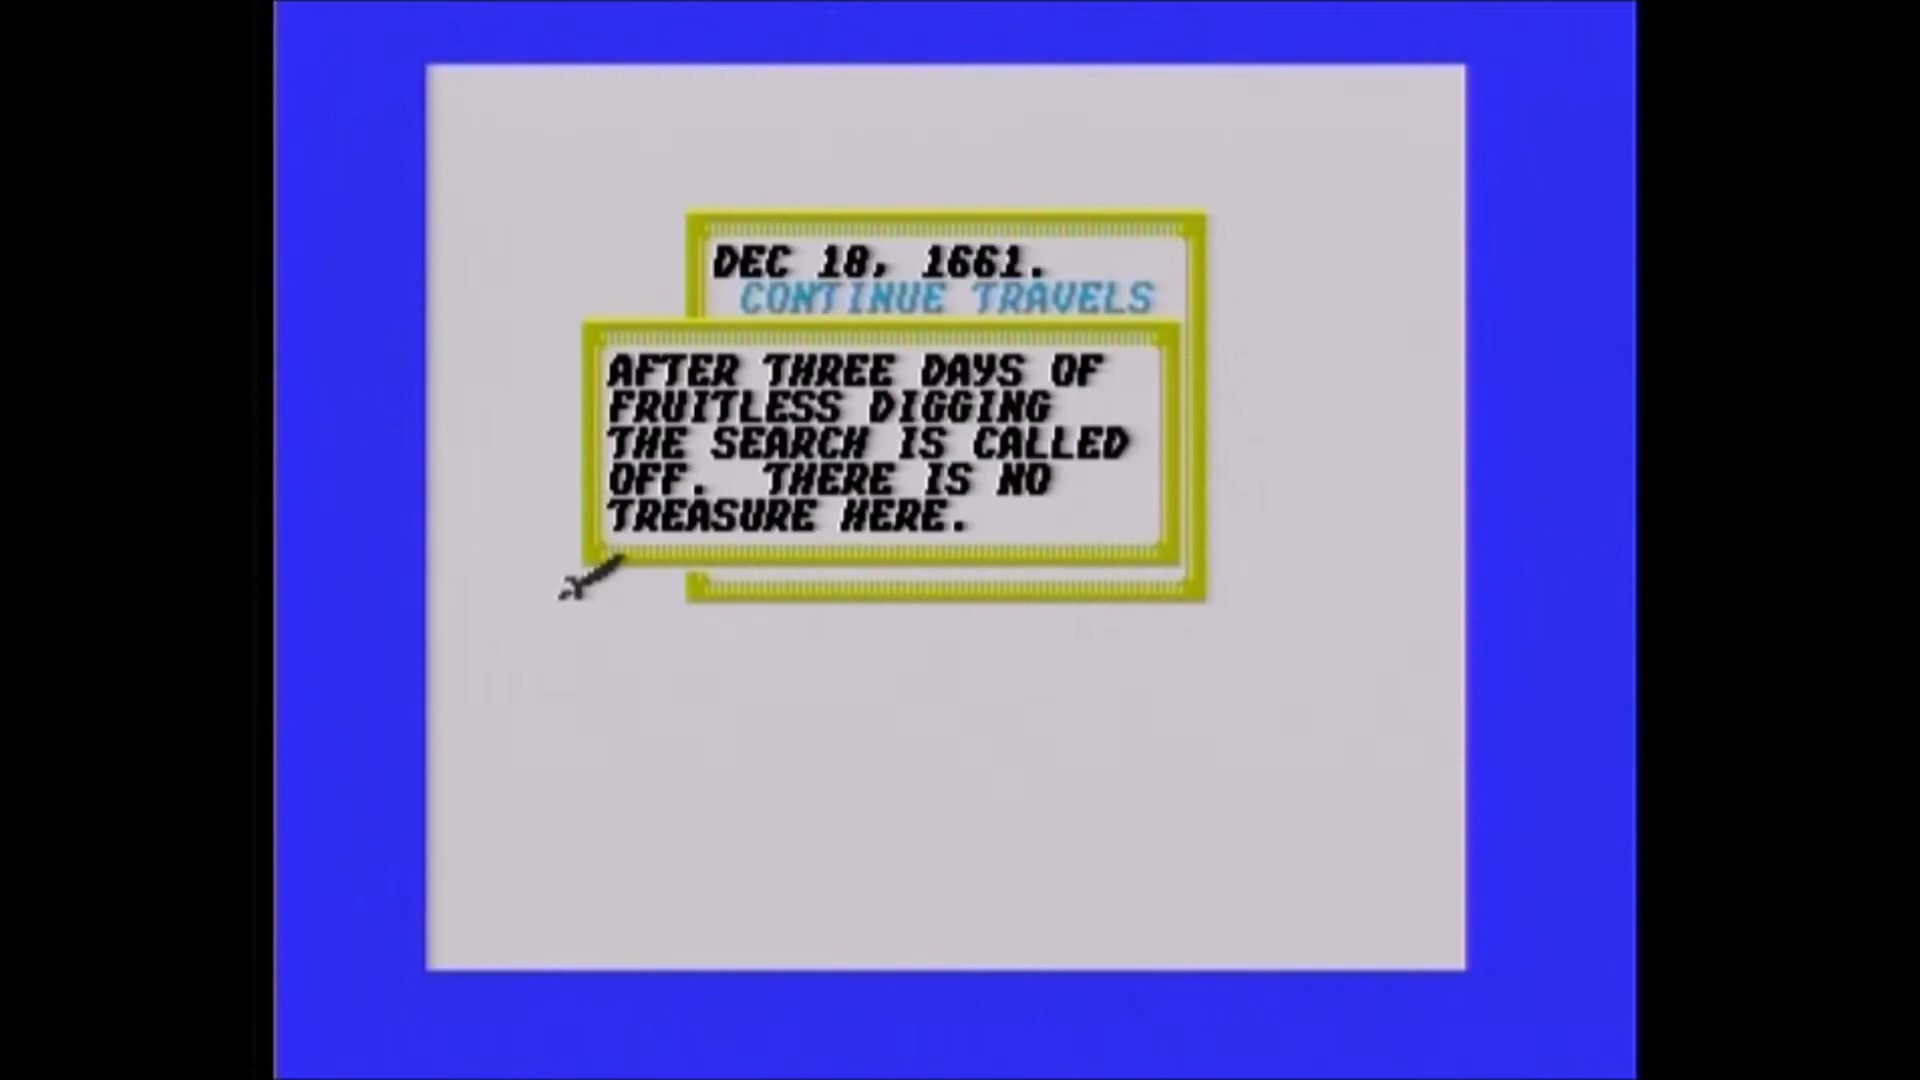 DEC 18, 1661.
CONTINUE TRAVELS
AFTER THREE DAYS OF
FRUITLESS DIGGING
THE SEARCH IS CALLED
OFF. THERE IS NO
TREASURE HERE.